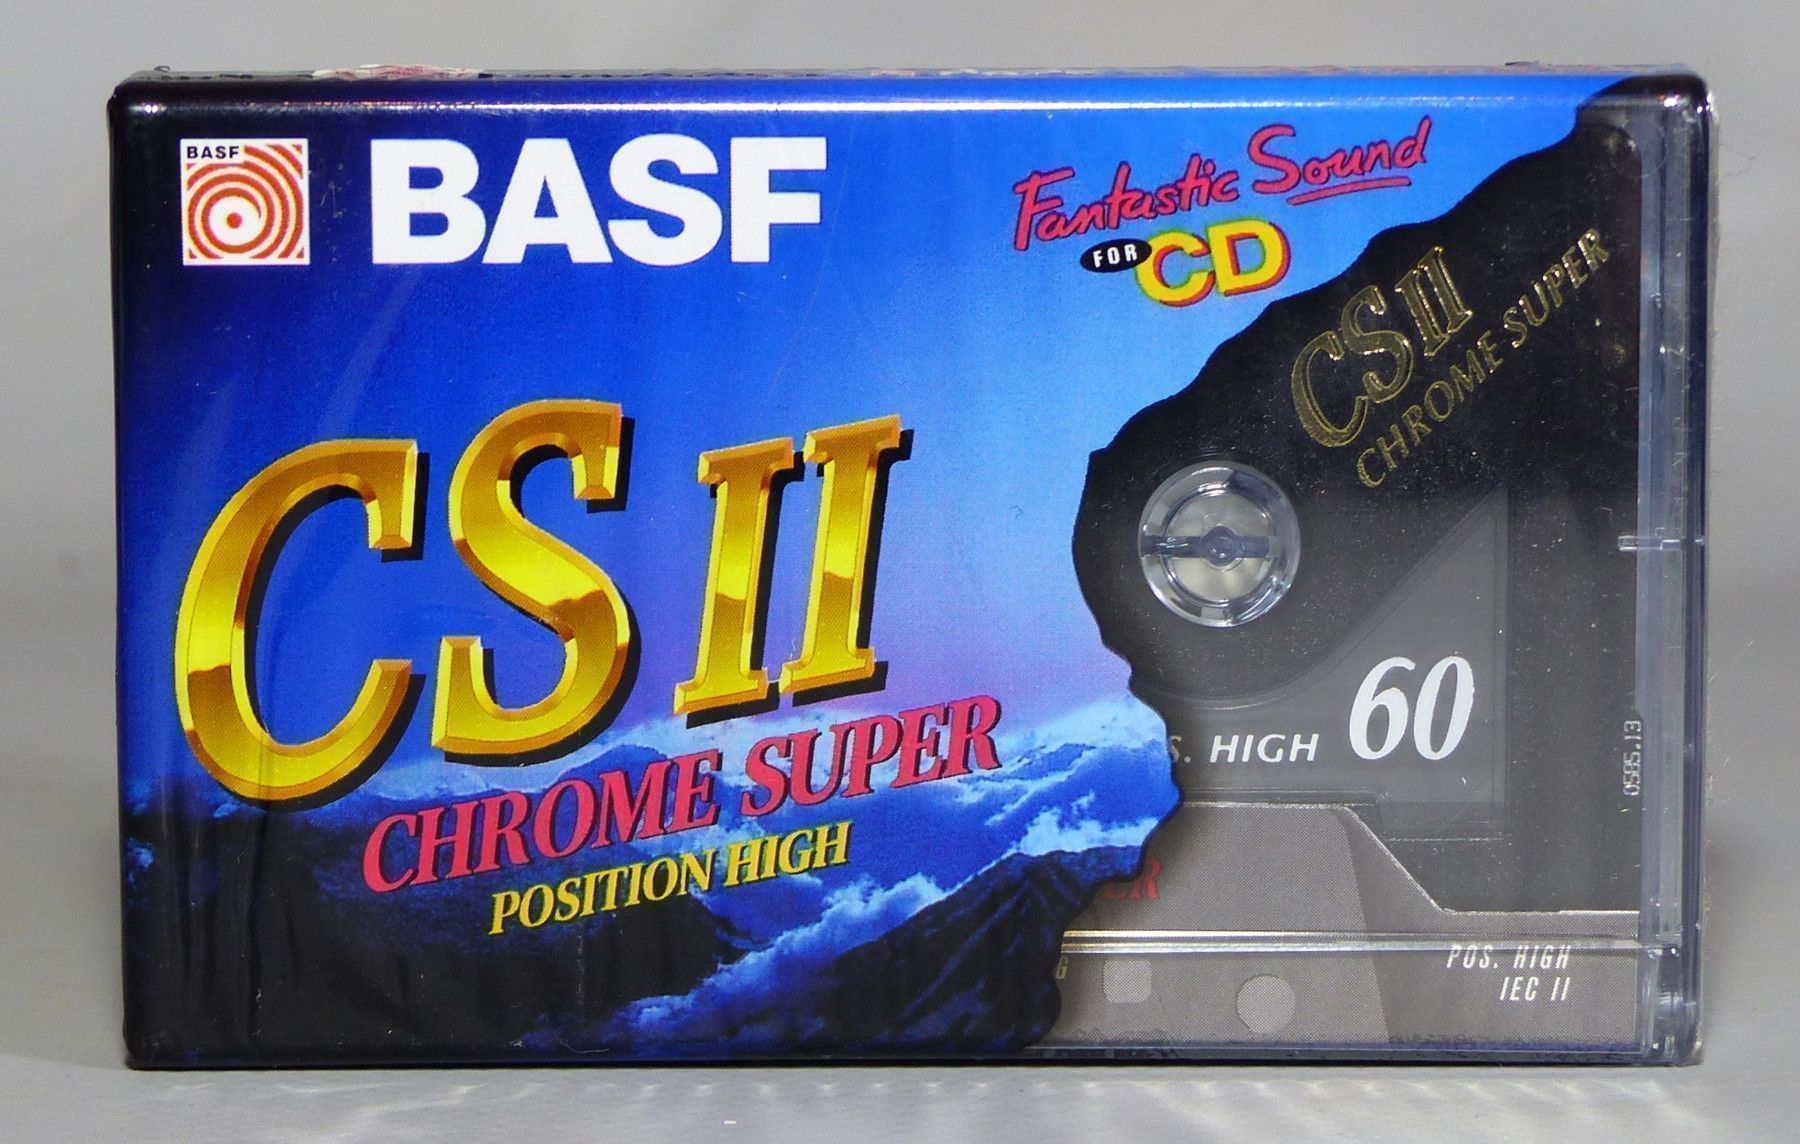 BASF
BASF
Fantastic Sound
FOR CD
CS II
CHROME SUPER
CS II
CHROME SUPER
POSITION HIGH
S. HIGH 60
ER
POS. HIGH
IEC II
G